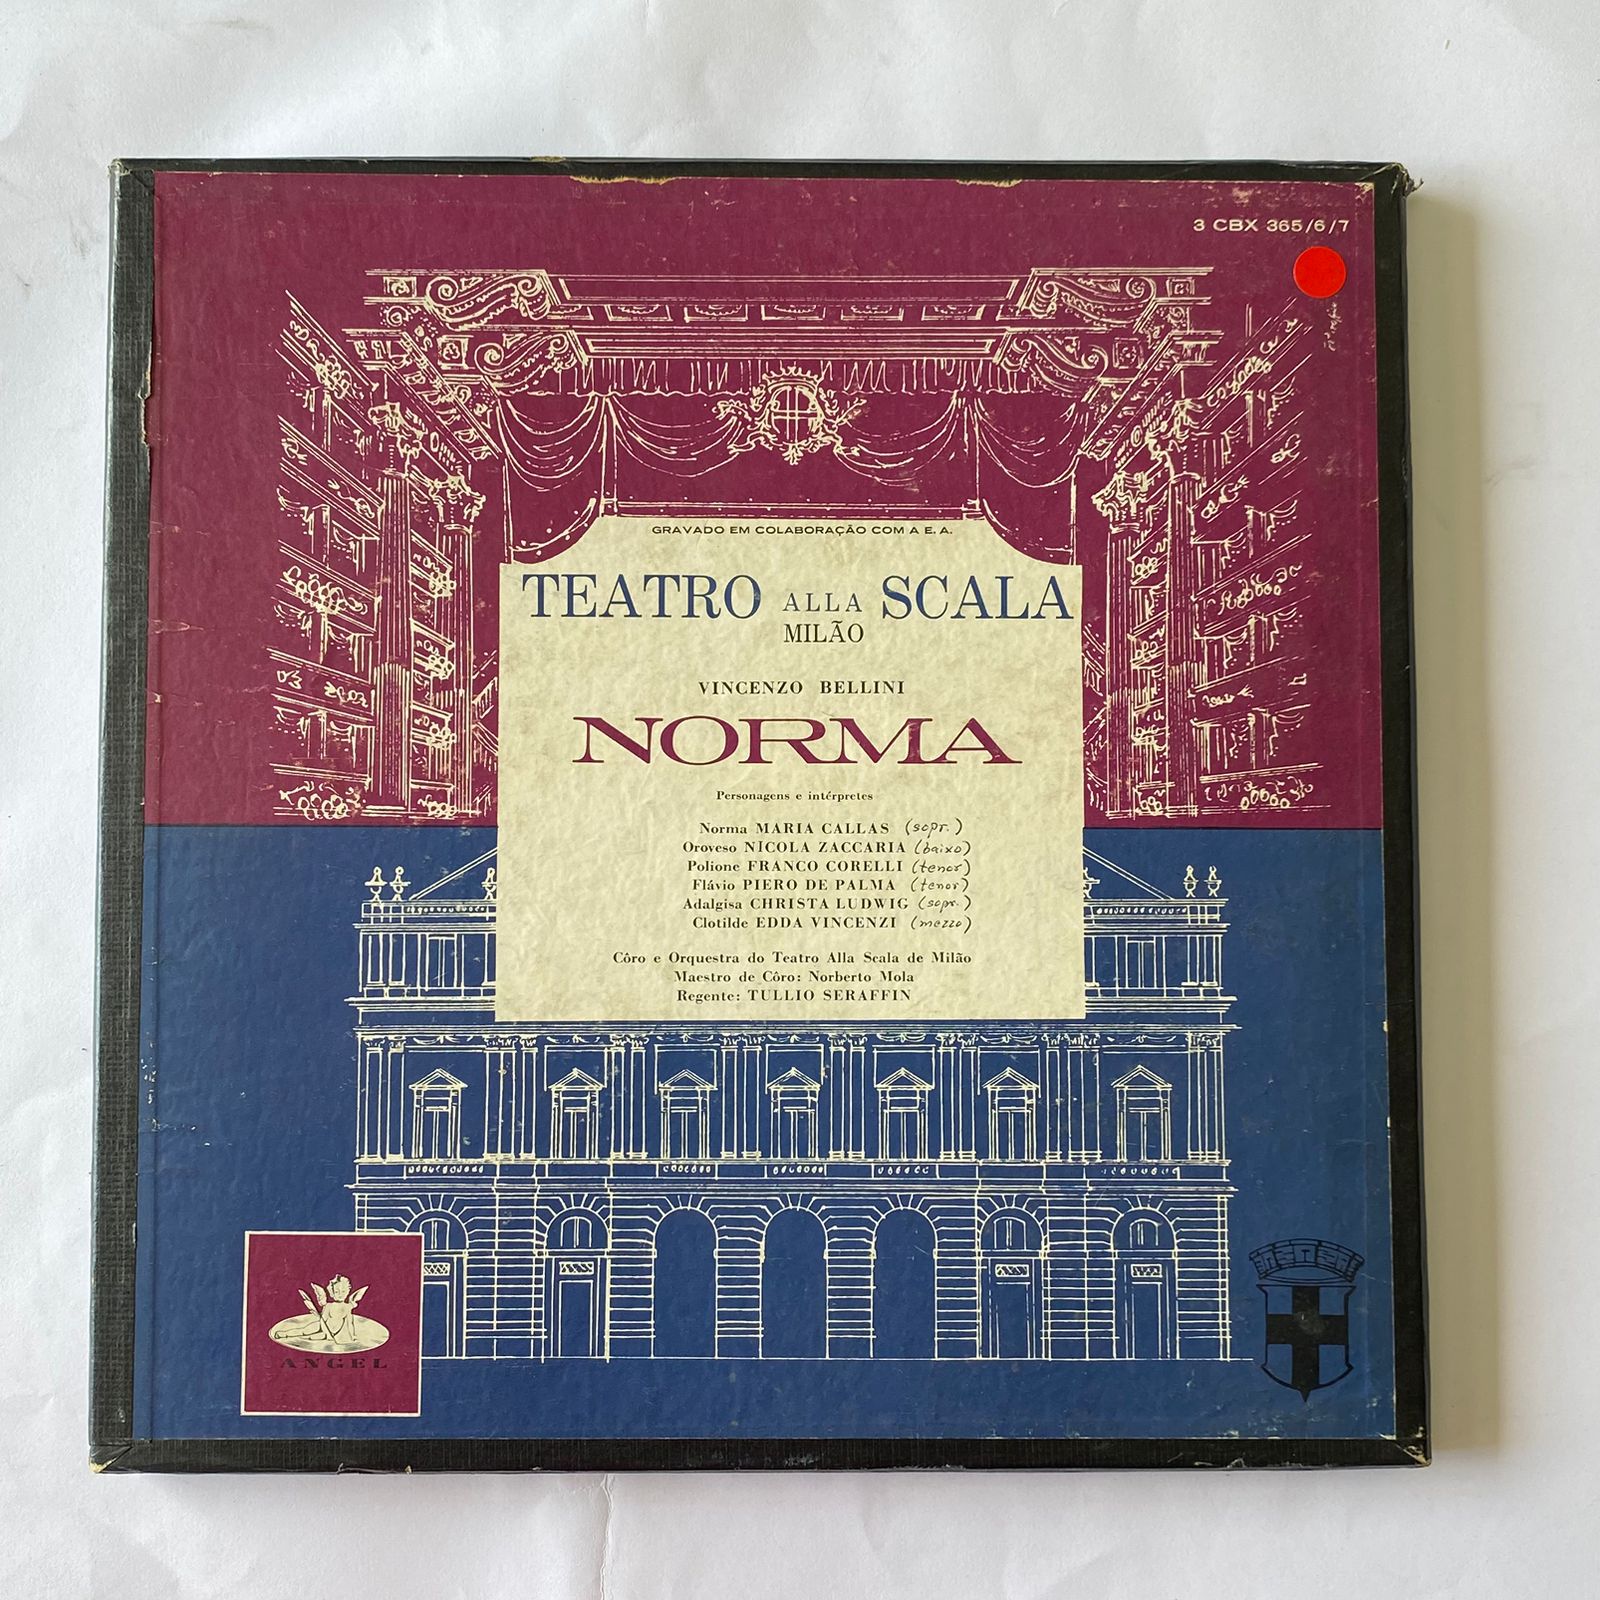 3 CBX 365/6/7
GRAVADO EM COLABORAÇÃO COM A E. A.
TEATRO ALLA SCALA
MILÃO
VINCENZO BELLINI
NORMA
Personagens e intérpretes
Norma MARIA CALLAS (sopr.)
Oroveso NICOLA ZACCARIA (baixo)
Polione FRANCO CORELLI (tenor)
Flávio PIERO DE PALMA (tenor)
Adalgisa CHRISTA LUDWIG (sopr.)
Clotilde EDDA VINCENZI (mezzo)
Côro e Orquestra do Teatro Alla Scala de Milão
Maestro de Côro: Norberto Mola
Regente: TULLIO SERAFFIN
ANGEL